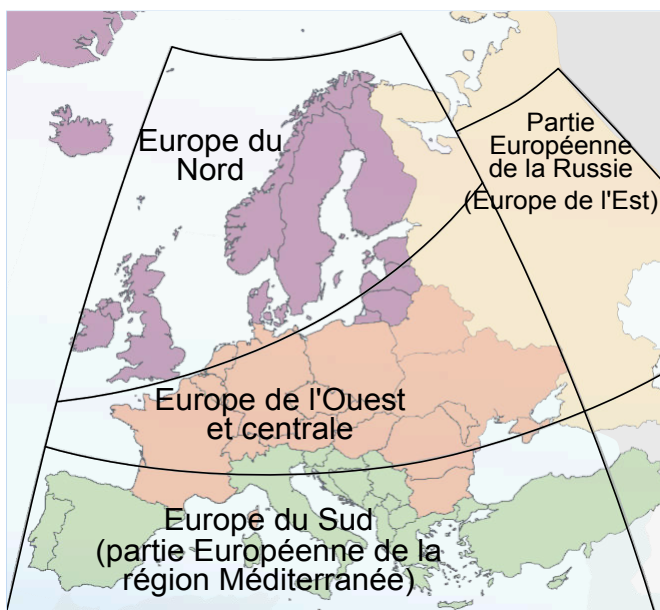 Europe du
Nord
Partie
Européenne
de la Russie
(Europe de l'Est)
Europe de l'Ouest
et centrale
Europe du Sud
(partie Européenne de la
région Méditerranée)